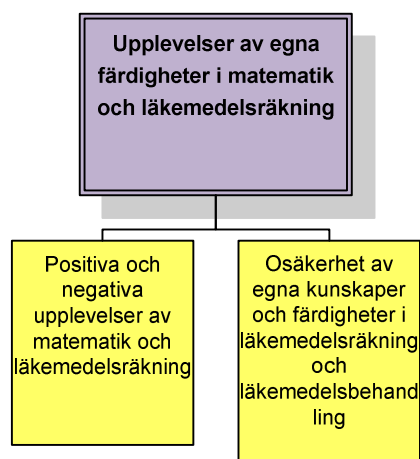 Upplevelser av egna
färdigheter i matematik
och läkemedelsräkning
Positiva och
negativa
upplevelser av
matematik och
läkemedelsräkning
Osäkerhet av
egna kunskaper
och färdigheter i
läkemedelsräkning
och
läkemedelsbehand
ling